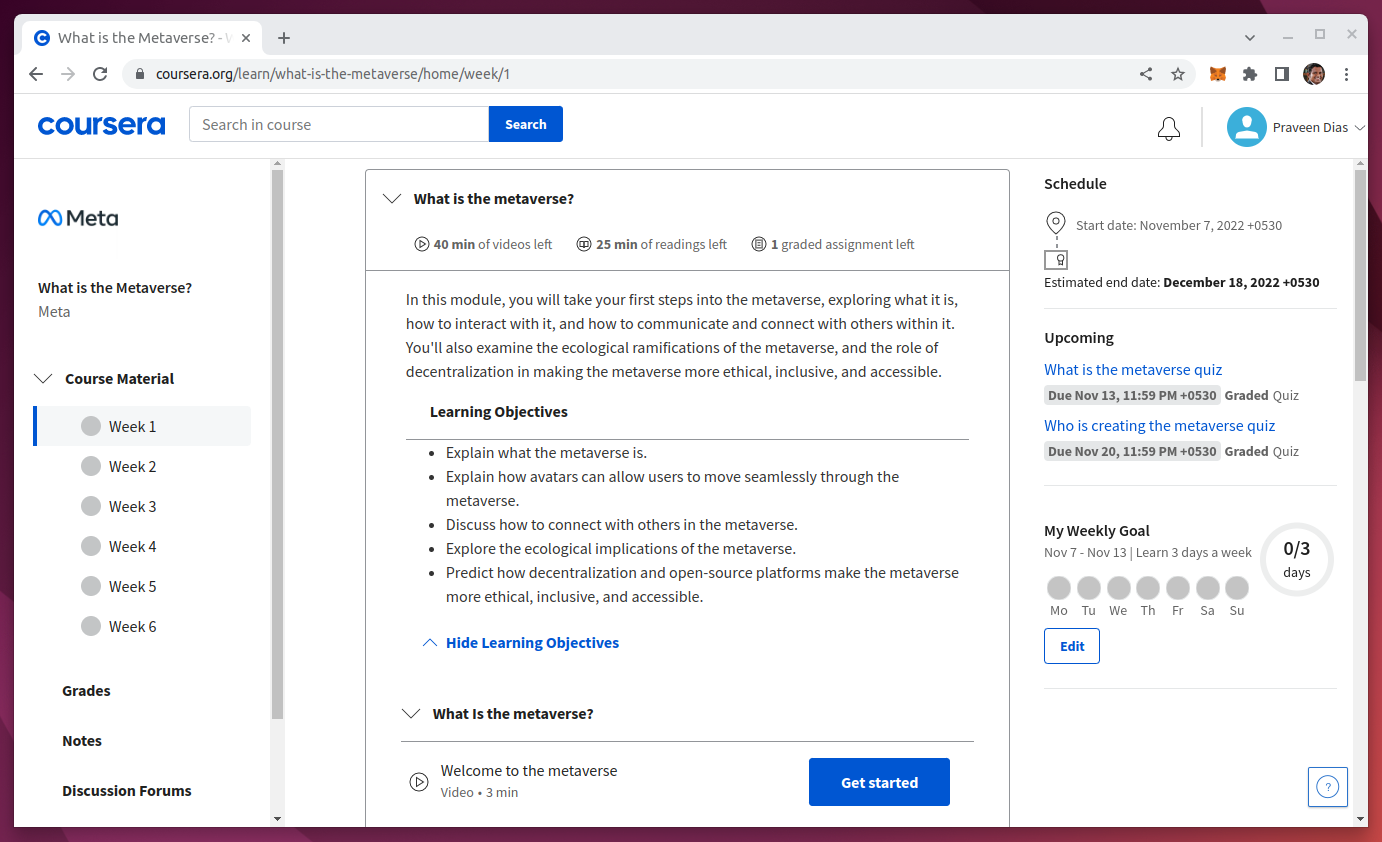 What is the Metaverse? - V
coursera.org/learn/what-is-the-metaverse/home/week/1
coursera
Search in course
Search
Praveen Dias
Meta
What is the Metaverse?
Meta
Course Material
Week 1
Week 2
Week 3
Week 4
Week 5
Week 6
Grades
Notes
Discussion Forums
What is the metaverse?
40 min of videos left
25 min of readings left
1 graded assignment left
In this module, you will take your first steps into the metaverse, exploring what it is,
how to interact with it, and how to communicate and connect with others within it.
You'll also examine the ecological ramifications of the metaverse, and the role of
decentralization in making the metaverse more ethical, inclusive, and accessible.
Learning Objectives
• Explain what the metaverse is.
• Explain how avatars can allow users to move seamlessly through the
metaverse.
• Discuss how to connect with others in the metaverse.
• Explore the ecological implications of the metaverse.
• Predict how decentralization and open-source platforms make the metaverse
more ethical, inclusive, and accessible.
Hide Learning Objectives
What Is the metaverse?
Welcome to the metaverse
Video • 3 min
Get started
Schedule
Start date: November 7, 2022 +0530
Estimated end date: December 18, 2022 +0530
Upcoming
What is the metaverse quiz
Due Nov 13, 11:59 PM +0530 Graded Quiz
Who is creating the metaverse quiz
Due Nov 20, 11:59 PM +0530 Graded Quiz
My Weekly Goal
Nov 7 - Nov 13 | Learn 3 days a week
0/3
days
Mo Tu We Th Fr Sa Su
Edit
?